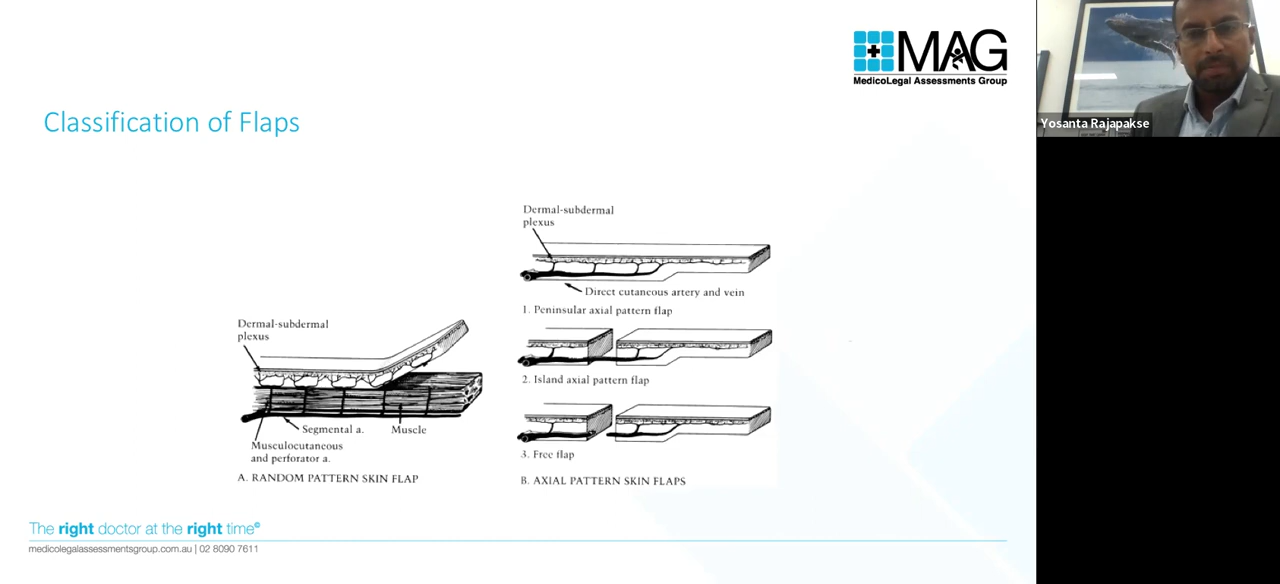 MAG
MedicoLegal Assessments Group
Yosanta Rajapakse
Classification of Flaps
Dermal-subdermal
plexus
Segmental a.
Muscle
Musculocutaneous
and perforator a.
A. RANDOM PATTERN SKIN FLAP
Dermal-subdermal
plexus
Direct cutaneous artery and vein
1. Peninsular axial pattern flap
2. Island axial pattern flap
3. Free flap
B. AXIAL PATTERN SKIN FLAPS
The right doctor at the right time©
medicolegalassessmentsgroup.com.au | 02 8090 7611